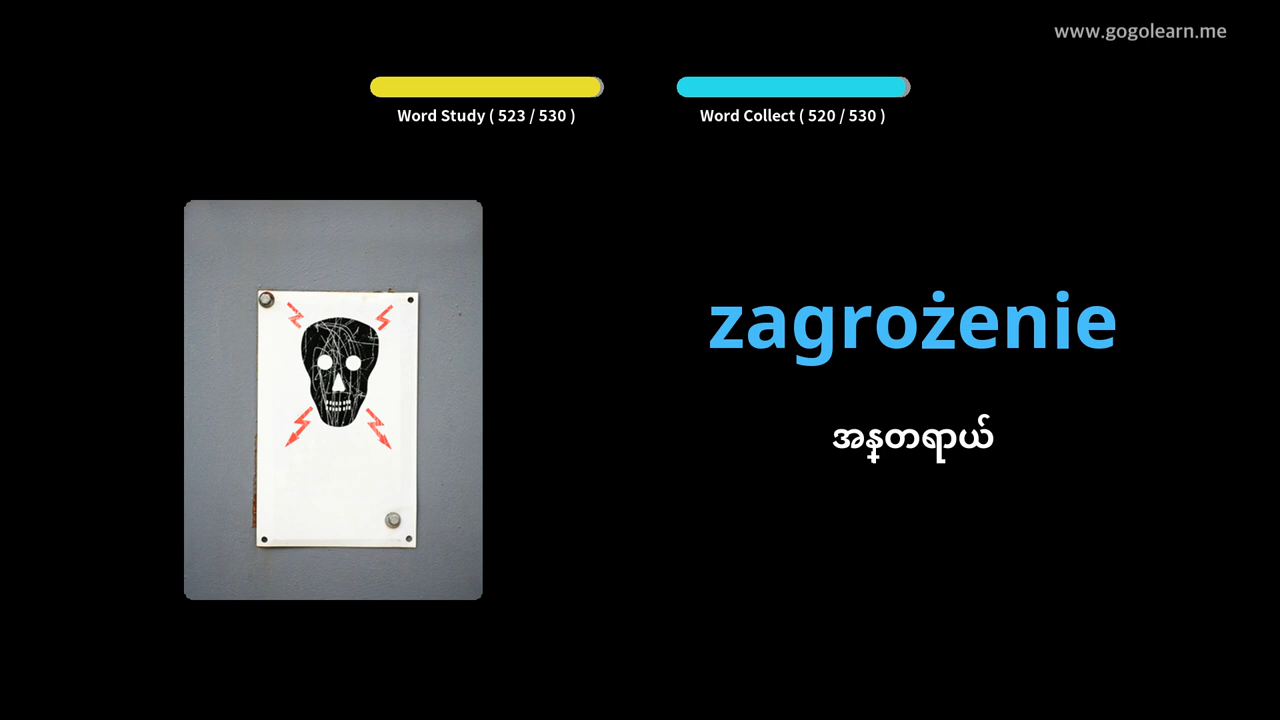 www.gogolearn.me
Word Study ( 523 / 530 )
Word Collect ( 520 / 530 )
zagrożenie
အန္တရာယ်